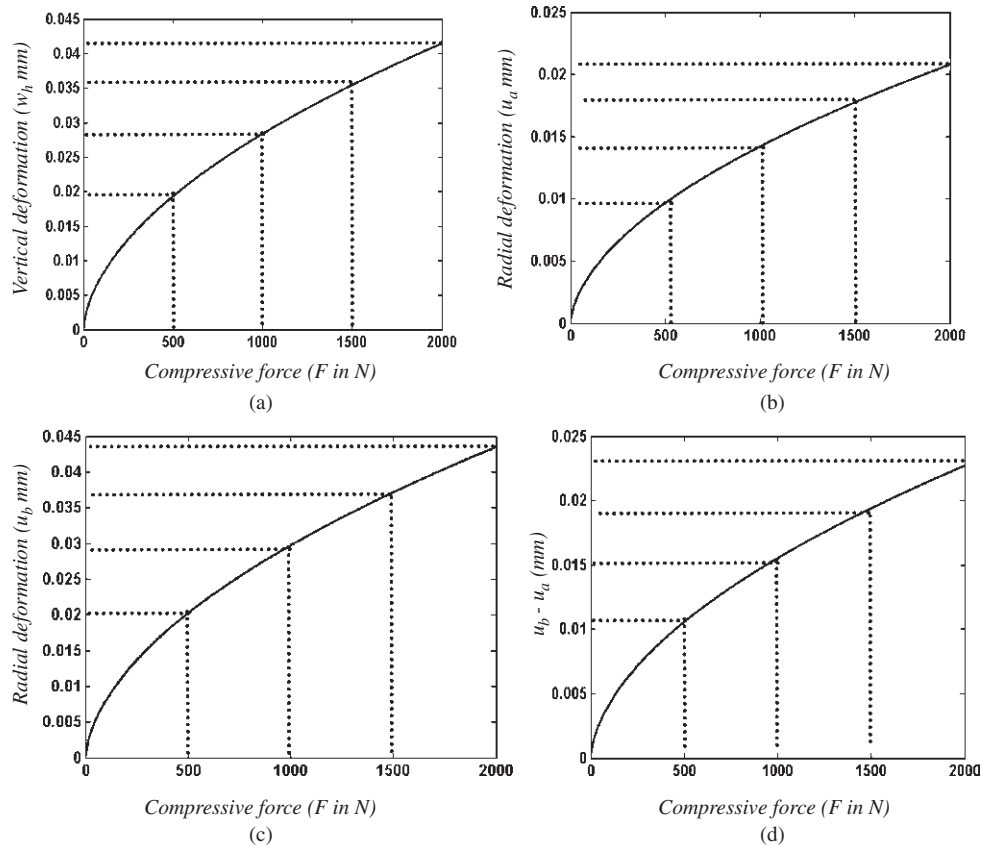 Vertical deformation (w_h mm)
0.045
0.04
0.035
0.03
0.025
0.02
0.015
0.01
0.005
0
0 500 1000 1500 2000
Compressive force (F in N)
(a)
Radial deformation (u_a mm)
0.025
0.02
0.015
0.01
0.005
0
0 500 1000 1500 2000
Compressive force (F in N)
(b)
Radial deformation (u_b mm)
0.045
0.04
0.035
0.03
0.025
0.02
0.015
0.01
0.005
0
0 500 1000 1500 2000
Compressive force (F in N)
(c)
u_b - u_a (mm)
0.025
0.02
0.015
0.01
0.005
0
0 500 1000 1500 2000
Compressive force (F in N)
(d)